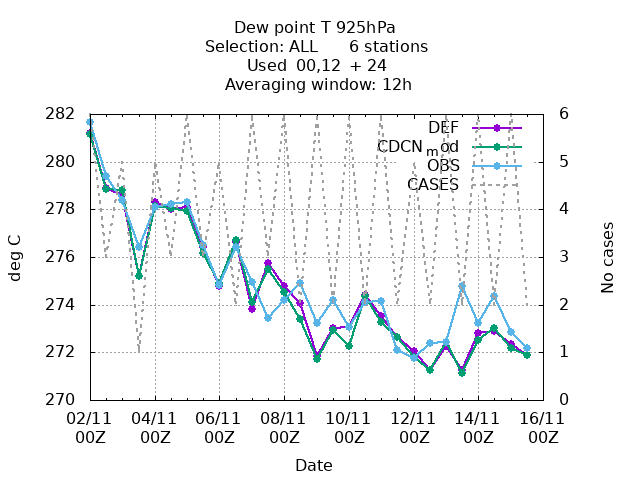 Dew point T 925hPa
Selection: ALL 6 stations
Used 00,12 + 24
Averaging window: 12h
282
280
278
276
274
272
270
deg C
6
5
4
3
2
1
0
No cases
DEF
CDCN_mod
OBS
CASES
02/11 04/11 06/11 08/11 10/11 12/11 14/11 16/11
00Z 00Z 00Z 00Z 00Z 00Z 00Z 00Z
Date